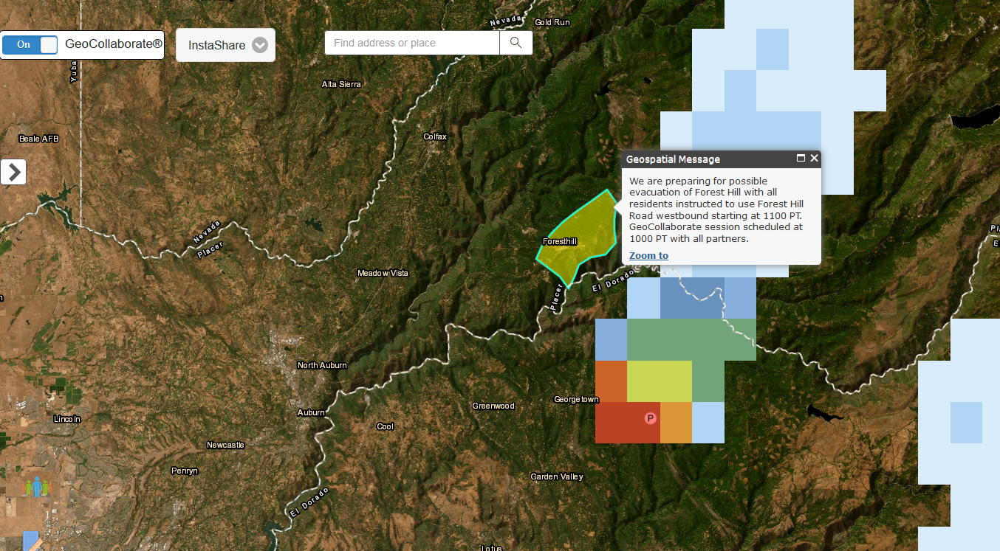 Nevada
Gold Run
On
GeoCollaborate®
InstaShare
Find address or place
Yuba
Alta Sierra
Beale AFB
Colfax
Geospatial Message
We are preparing for possible
evacuation of Forest Hill with all
residents instructed to use Forest Hill
Road westbound starting at 1100 PT.
GeoCollaborate session scheduled at
1000 PT with all partners.
Zoom to
Nevada
Placer
Foresthill
Meadow Vista
El Dorado
Placer
North Auburn
Auburn
Georgetown
Greenwood
P
Lincoln
Cool
Newcastle
Penryn
Garden Valley
El Dorado
Lotus